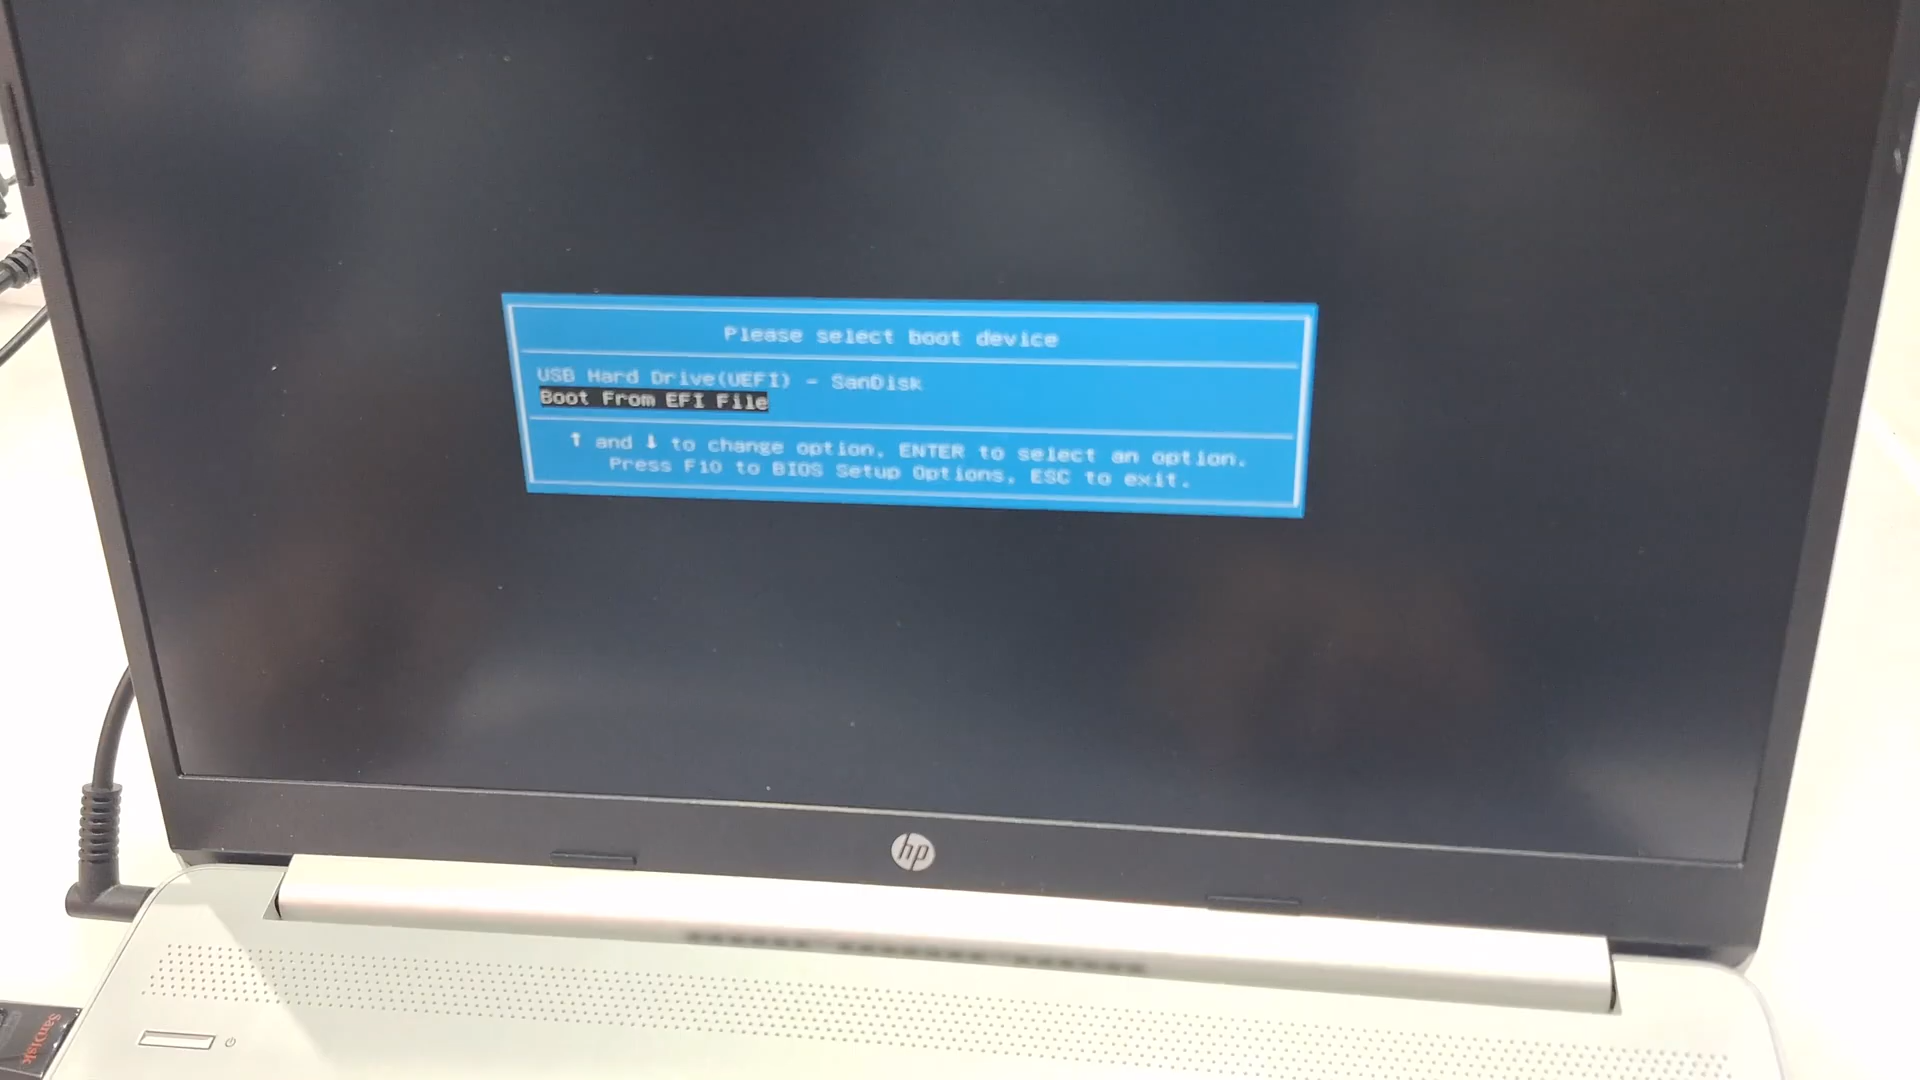 Please select boot device
USB Hard Drive(UEFI) - SanDisk
Boot From EFI File
↑ and ↓ to change option, ENTER to select an option.
Press F10 to BIOS Setup Options, ESC to exit.
hp
SanDisk